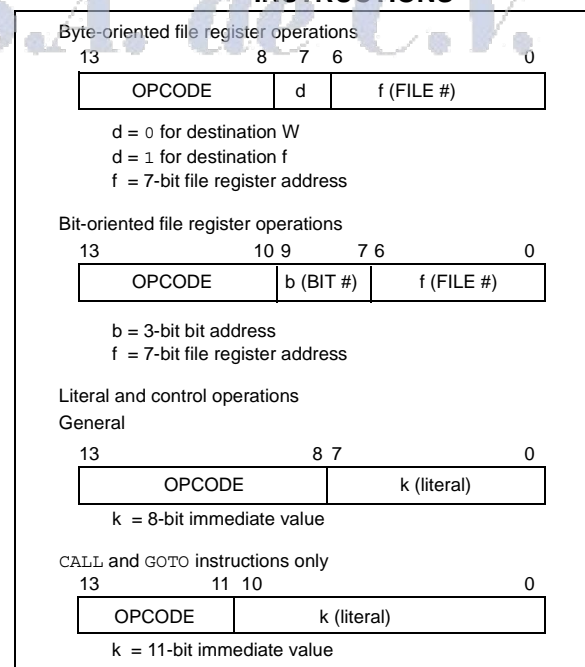 INSTRUCTIONS
Byte-oriented file register operations
13 8 7 6 0
OPCODE d f (FILE #)
d = 0 for destination W
d = 1 for destination f
f = 7-bit file register address
Bit-oriented file register operations
13 10 9 7 6 0
OPCODE b (BIT #) f (FILE #)
b = 3-bit bit address
f = 7-bit file register address
Literal and control operations
General
13 8 7 0
OPCODE k (literal)
k = 8-bit immediate value
CALL and GOTO instructions only
13 11 10 0
OPCODE k (literal)
k = 11-bit immediate value